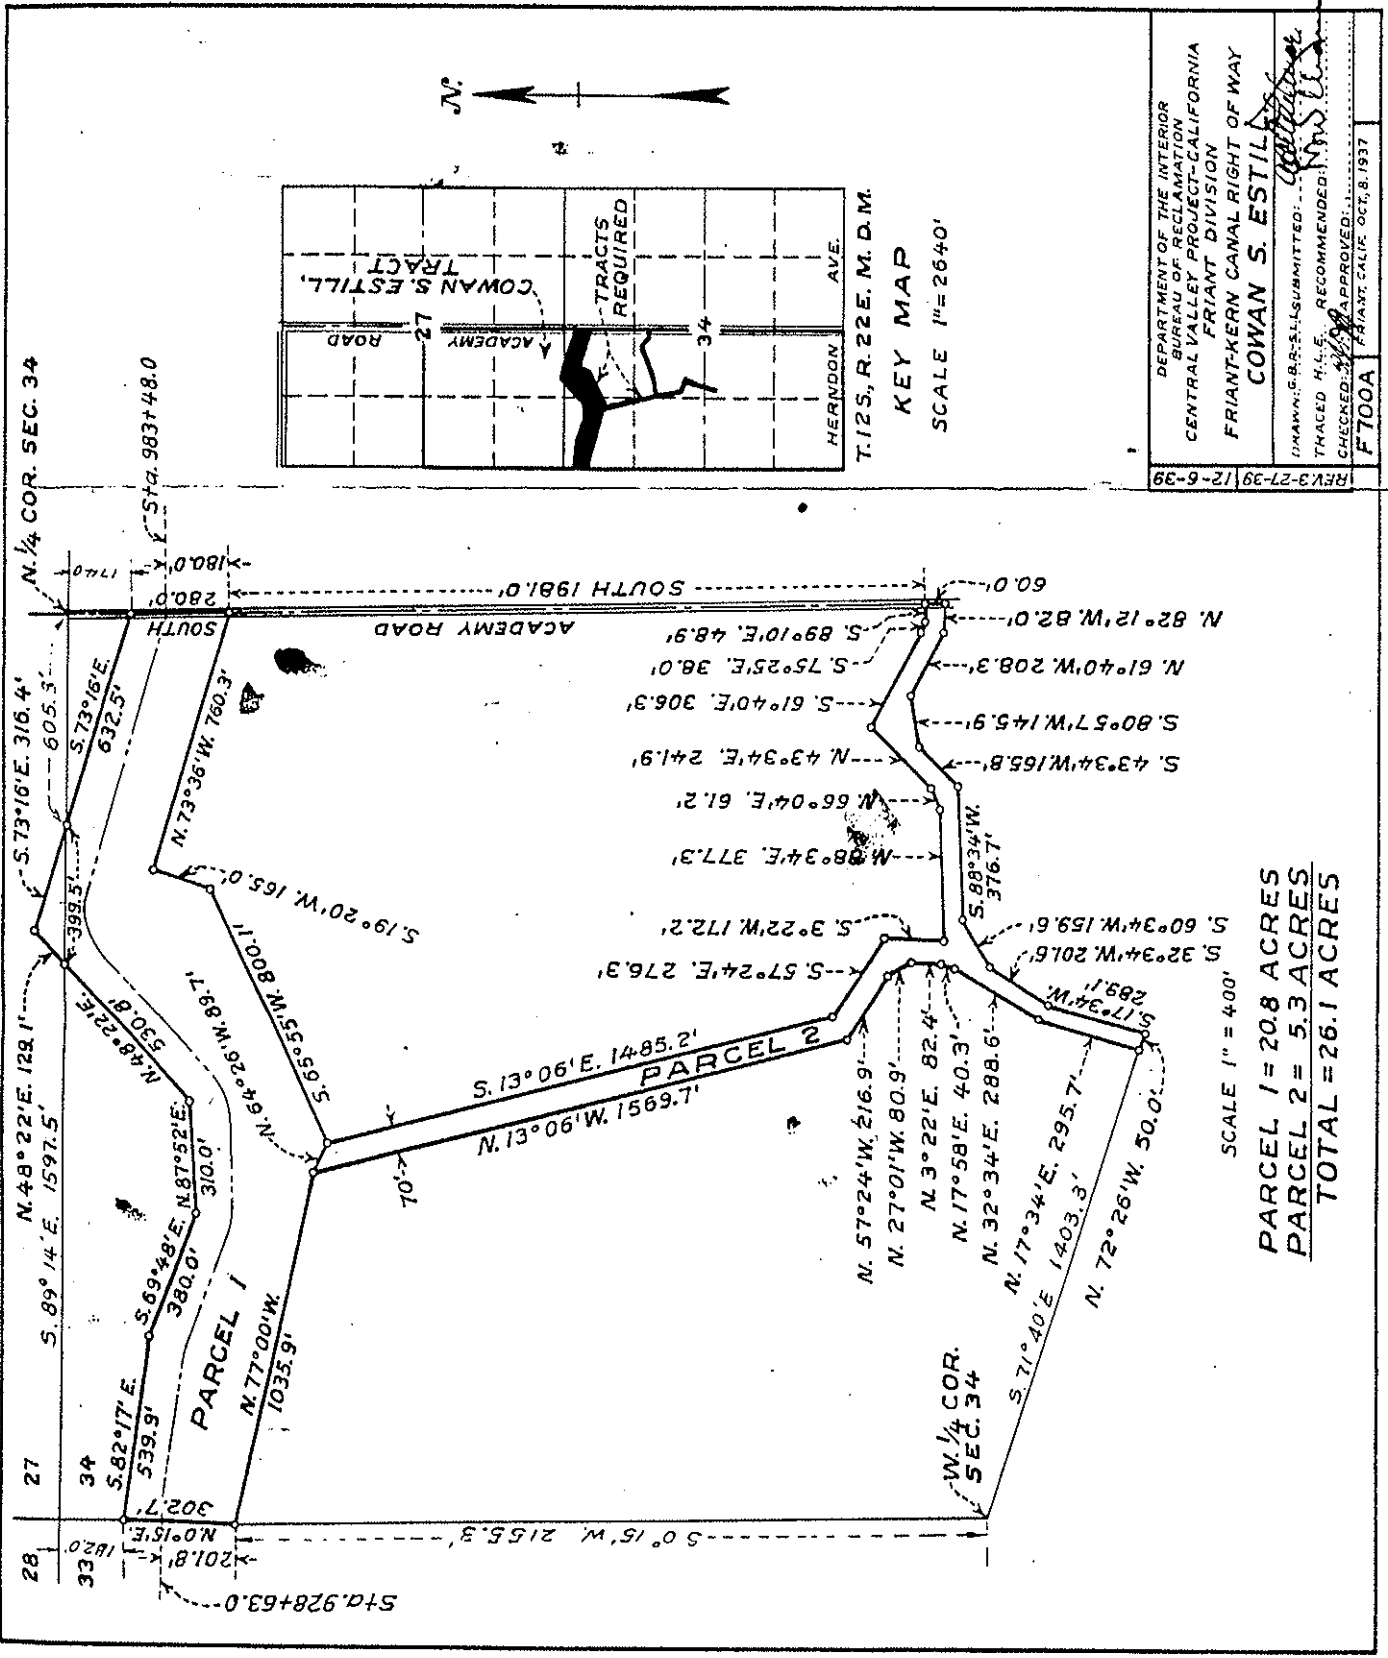 N. 1/4 COR. SEC. 34
Sta. 983+48.0
174.0
180.0'
280.0'
SOUTH
ACADEMY ROAD
SOUTH 1981.0'
60.0'
S. 73°16'E. 316.4'
605.3'
S. 73°16'E.
632.5'
N. 73°36'W. 760.3'
399.5'
S. 19°20'W. 165.0'
N. 48°22'E. 129.1'
S. 89°14'E. 1597.5'
N. 48°22'E.
530.8'
N. 64°26'W. 89.7'
S. 65°55'W. 800.1'
N. 87°52'E.
310.0'
S. 69°48'E.
380.0'
S. 82°17'E.
539.9'
PARCEL 1
N. 77°00'W.
1035.9'
27
34
28
33
182.0'
201.8'
N. 0°15'E.
302.7'
Sta. 928+63.0
S 0°15'W. 2155.3'
W. 1/4 COR.
SEC. 34
S. 13°06'E. 1485.2'
PARCEL 2
N. 13°06'W. 1569.7'
70'
S. 89°10'E. 48.9'
S. 75°25'E. 38.0'
S. 61°40'E. 306.3'
N. 43°34'E. 241.9'
N. 66°04'E. 61.2'
N. 88°34'E. 377.3'
S. 3°22'W. 172.2'
S. 57°24'E. 276.3'
N. 82°12'W. 82.0'
N. 61°40'W. 208.3'
S. 80°57'W. 145.9'
S. 43°34'W. 165.8'
S. 88°34'W.
376.7'
S. 60°34'W. 159.6'
S. 32°34'W. 201.6'
S. 17°34'W.
289.1'
N. 57°24'W. 216.9'
N. 27°01'W. 80.9'
N. 3°22'E. 82.4'
N. 17°58'E. 40.3'
N. 32°34'E. 288.6'
N. 17°34'E. 295.7'
S. 71°40'E 1403.3'
N. 72°26'W. 50.0'
SCALE 1" = 400'
PARCEL 1 = 20.8 ACRES
PARCEL 2 = 5.3 ACRES
TOTAL = 26.1 ACRES
N.
COWAN S. ESTILL,
TRACT
27
ACADEMY
ROAD
TRACTS
REQUIRED
34
HERNDON AVE.
T. 12 S., R. 22 E. M. D. M.
KEY MAP
SCALE 1"= 2640'
DEPARTMENT OF THE INTERIOR
BUREAU OF RECLAMATION
CENTRAL VALLEY PROJECT-CALIFORNIA
FRIANT DIVISION
FRIANT-KERN CANAL RIGHT OF WAY
COWAN S. ESTILL
DRAWN: G.B.R.-S.L.L. SUBMITTED:
TRACED H.L.E. RECOMMENDED:
CHECKED: APPROVED:
F 700A FRIANT, CALIF. OCT, 8. 1937
REV. 3-27-39 12-6-39